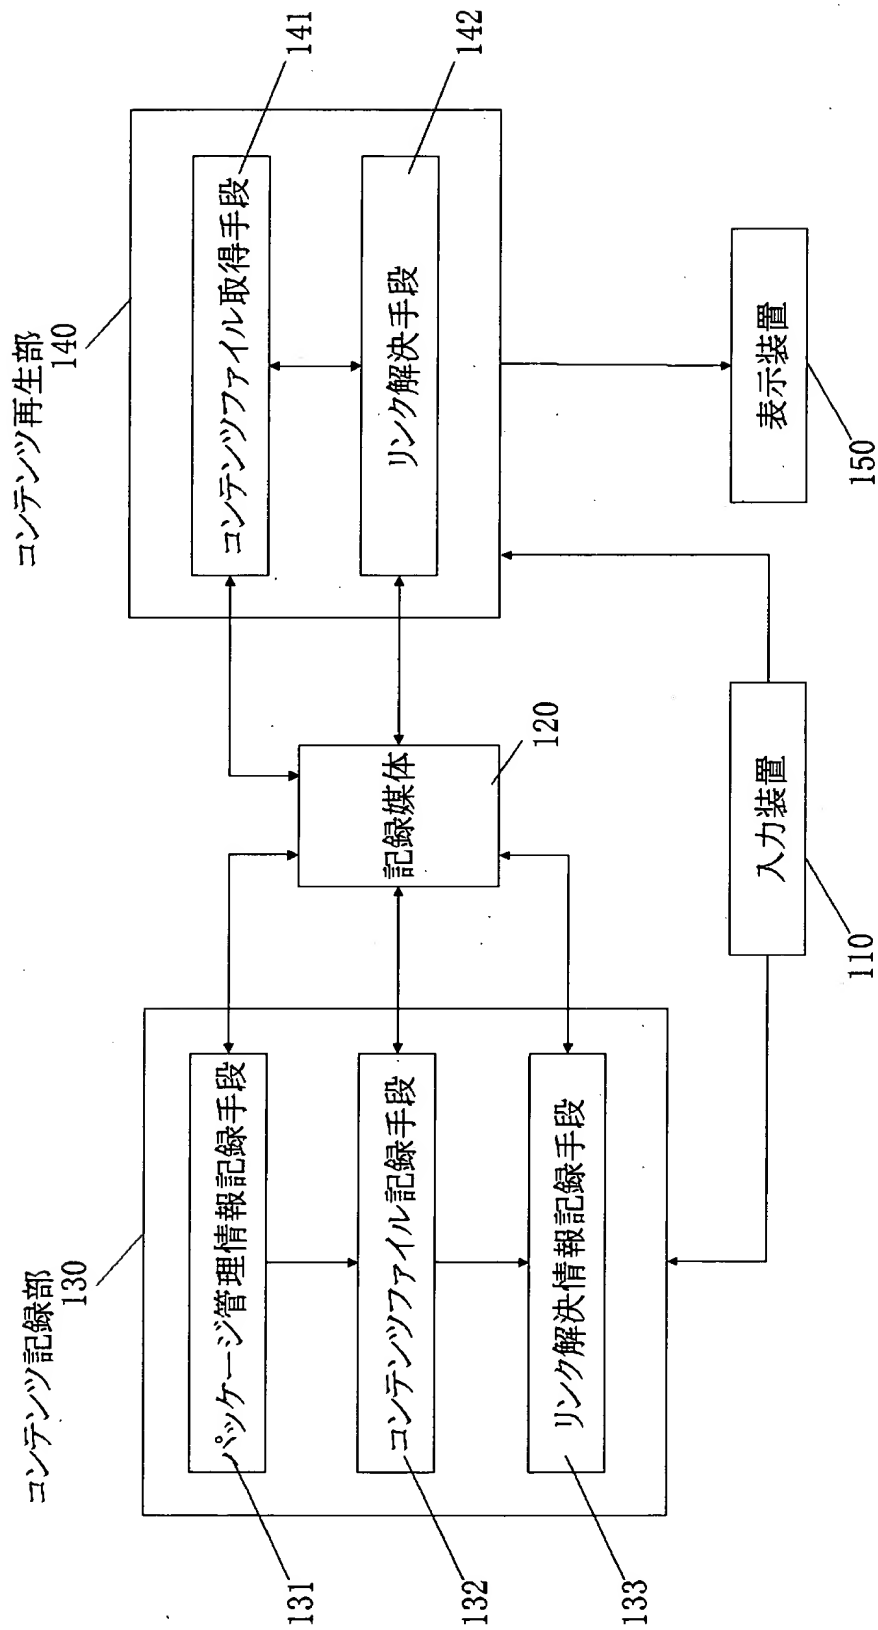 コンテンツ記録部
130
パッケージ管理情報記録手段
131
コンテンツファイル記録手段
132
リンク解決情報記録手段
133
記録媒体
120
コンテンツ再生部
140
コンテンツファイル取得手段
141
リンク解決手段
142
入力装置
110
表示装置
150